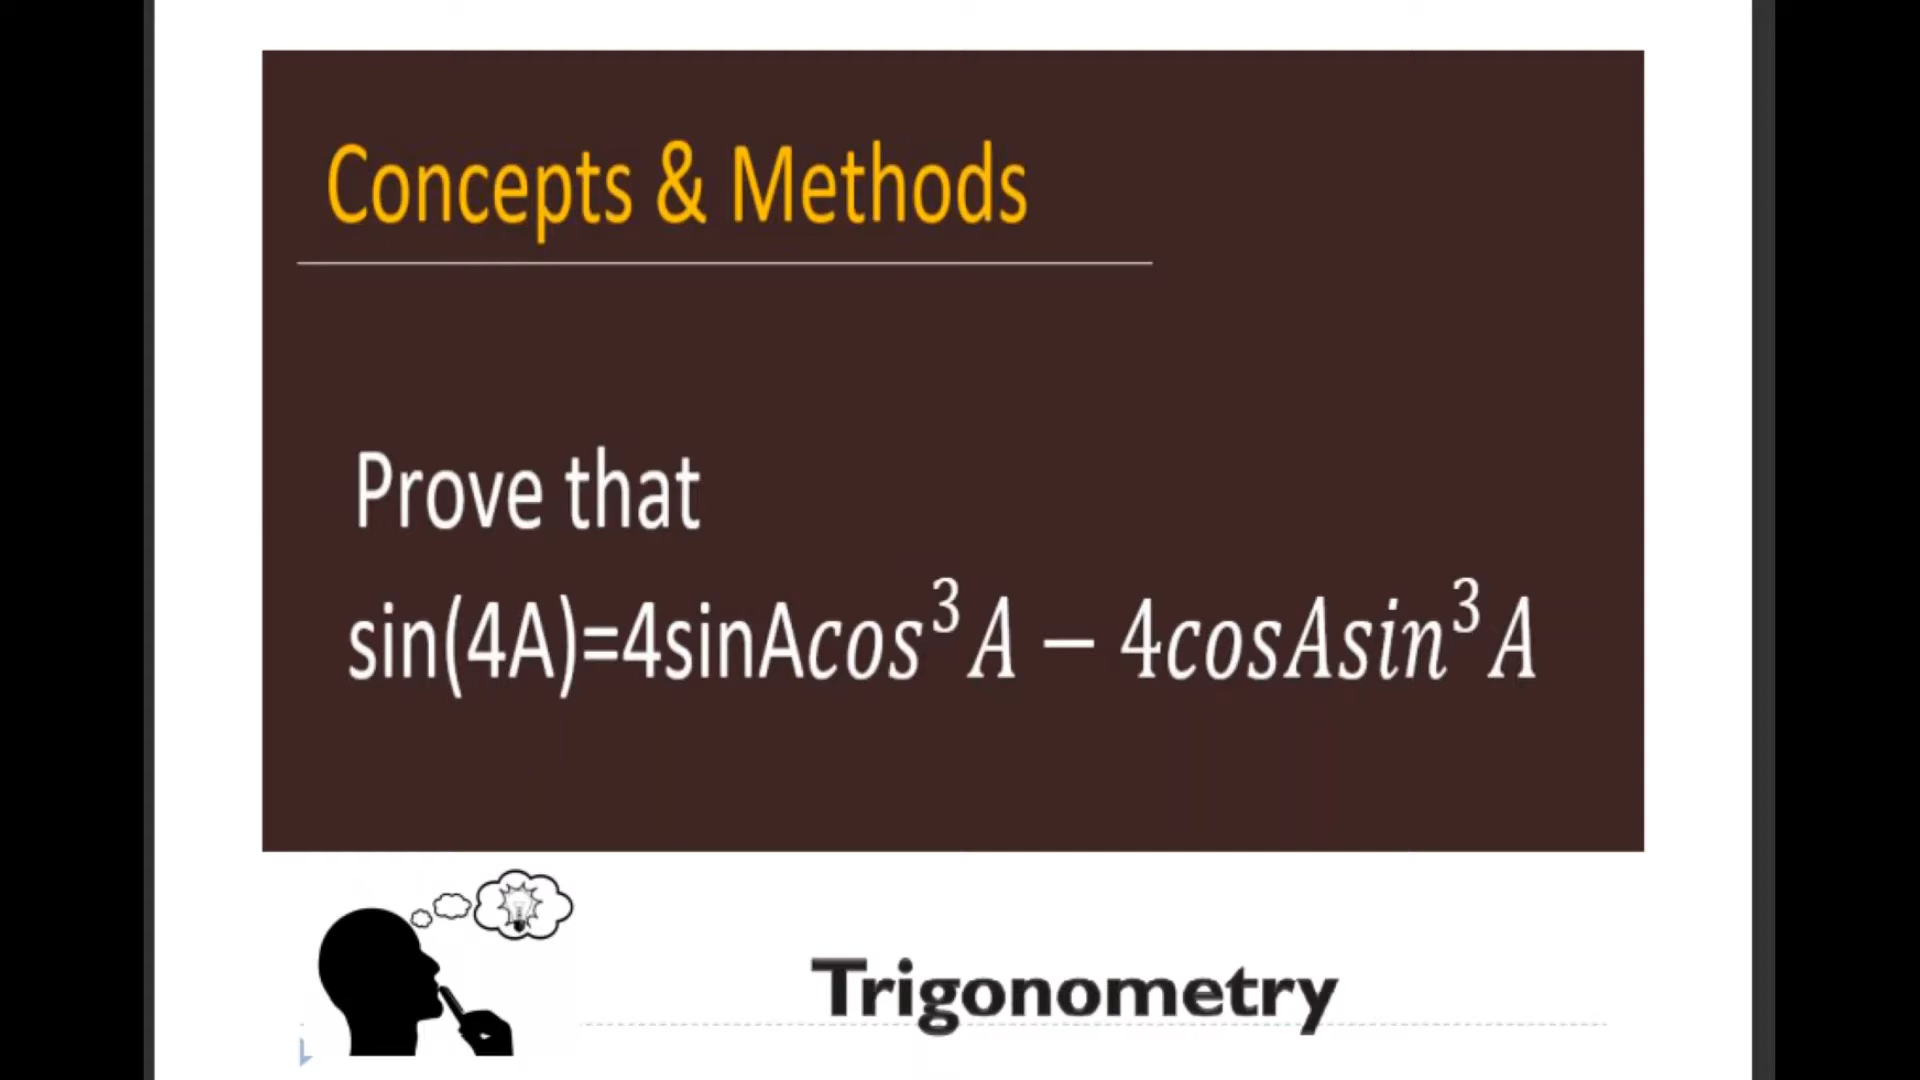 Concepts & Methods
Prove that
sin(4A)=4sinAcos³A − 4cosAsin³A
Trigonometry